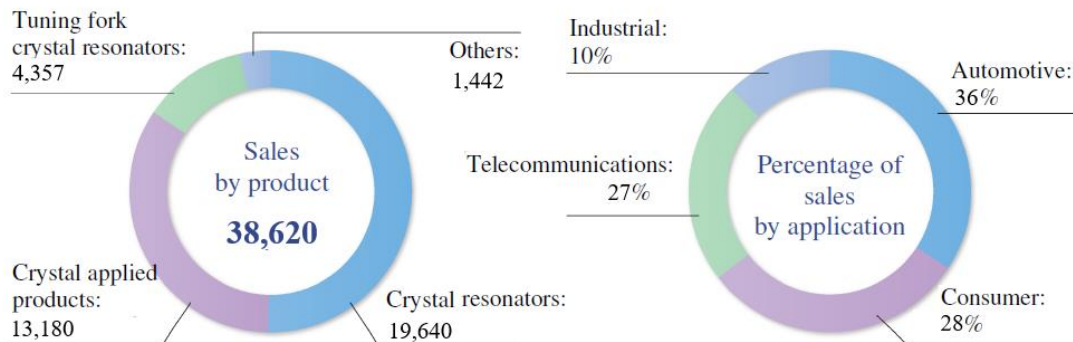 Tuning fork
crystal resonators:
4,357
Others:
1,442
Sales
by product
38,620
Crystal applied
products:
13,180
Crystal resonators:
19,640
Industrial:
10%
Automotive:
36%
Telecommunications:
27%
Percentage of
sales
by application
Consumer:
28%